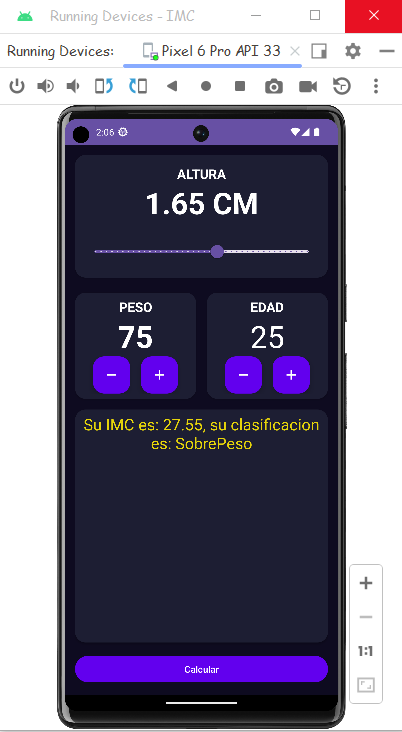 Running Devices - IMC
Running Devices: Pixel 6 Pro API 33
2:06
ALTURA
1.65 CM
PESO EDAD
75 25
− + − +
Su IMC es: 27.55, su clasificacion
es: SobrePeso
Calcular
+
−
1:1